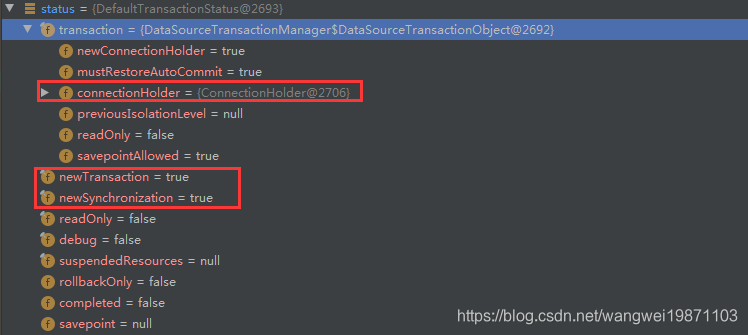 status = {DefaultTransactionStatus@2693}
transaction = {DataSourceTransactionManager$DataSourceTransactionObject@2692}
newConnectionHolder = true
mustRestoreAutoCommit = true
connectionHolder = {ConnectionHolder@2706}
previousIsolationLevel = null
readOnly = false
savepointAllowed = true
newTransaction = true
newSynchronization = true
readOnly = false
debug = false
suspendedResources = null
rollbackOnly = false
completed = false
savepoint = null
https://blog.csdn.net/wangwei19871103